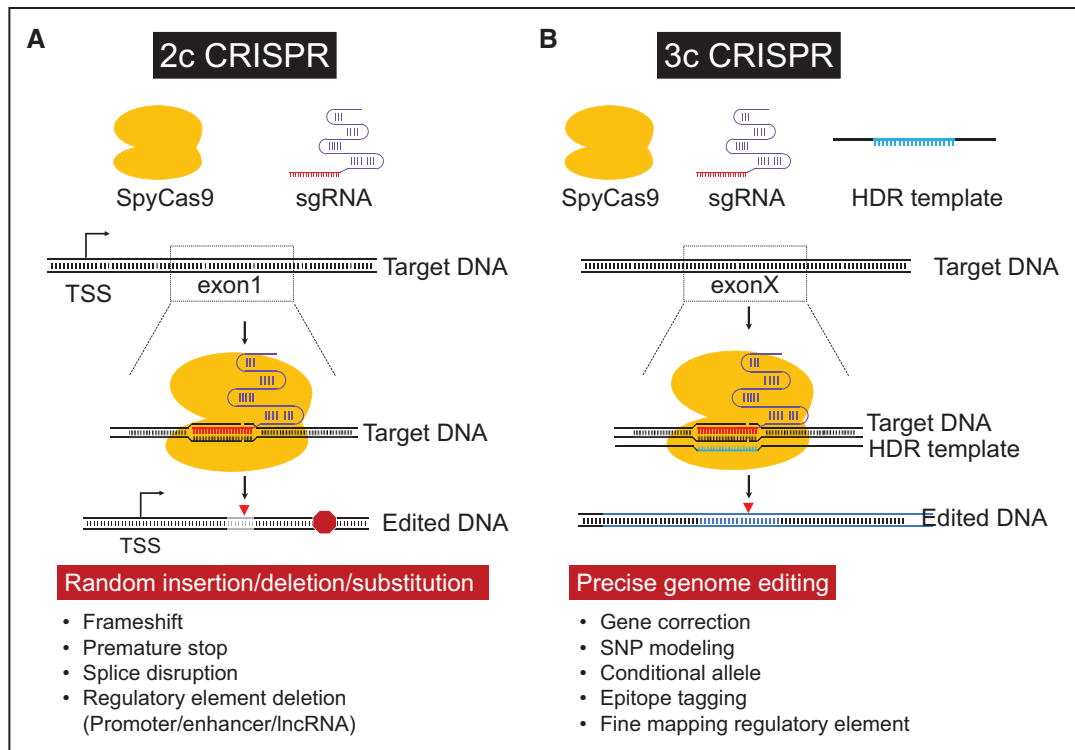 A
2c CRISPR
SpyCas9
sgRNA
Target DNA
TSS
exon1
Target DNA
Edited DNA
TSS
Random insertion/deletion/substitution
• Frameshift
• Premature stop
• Splice disruption
• Regulatory element deletion
(Promoter/enhancer/lncRNA)
B
3c CRISPR
SpyCas9
sgRNA
HDR template
Target DNA
exonX
Target DNA
HDR template
Edited DNA
Precise genome editing
• Gene correction
• SNP modeling
• Conditional allele
• Epitope tagging
• Fine mapping regulatory element